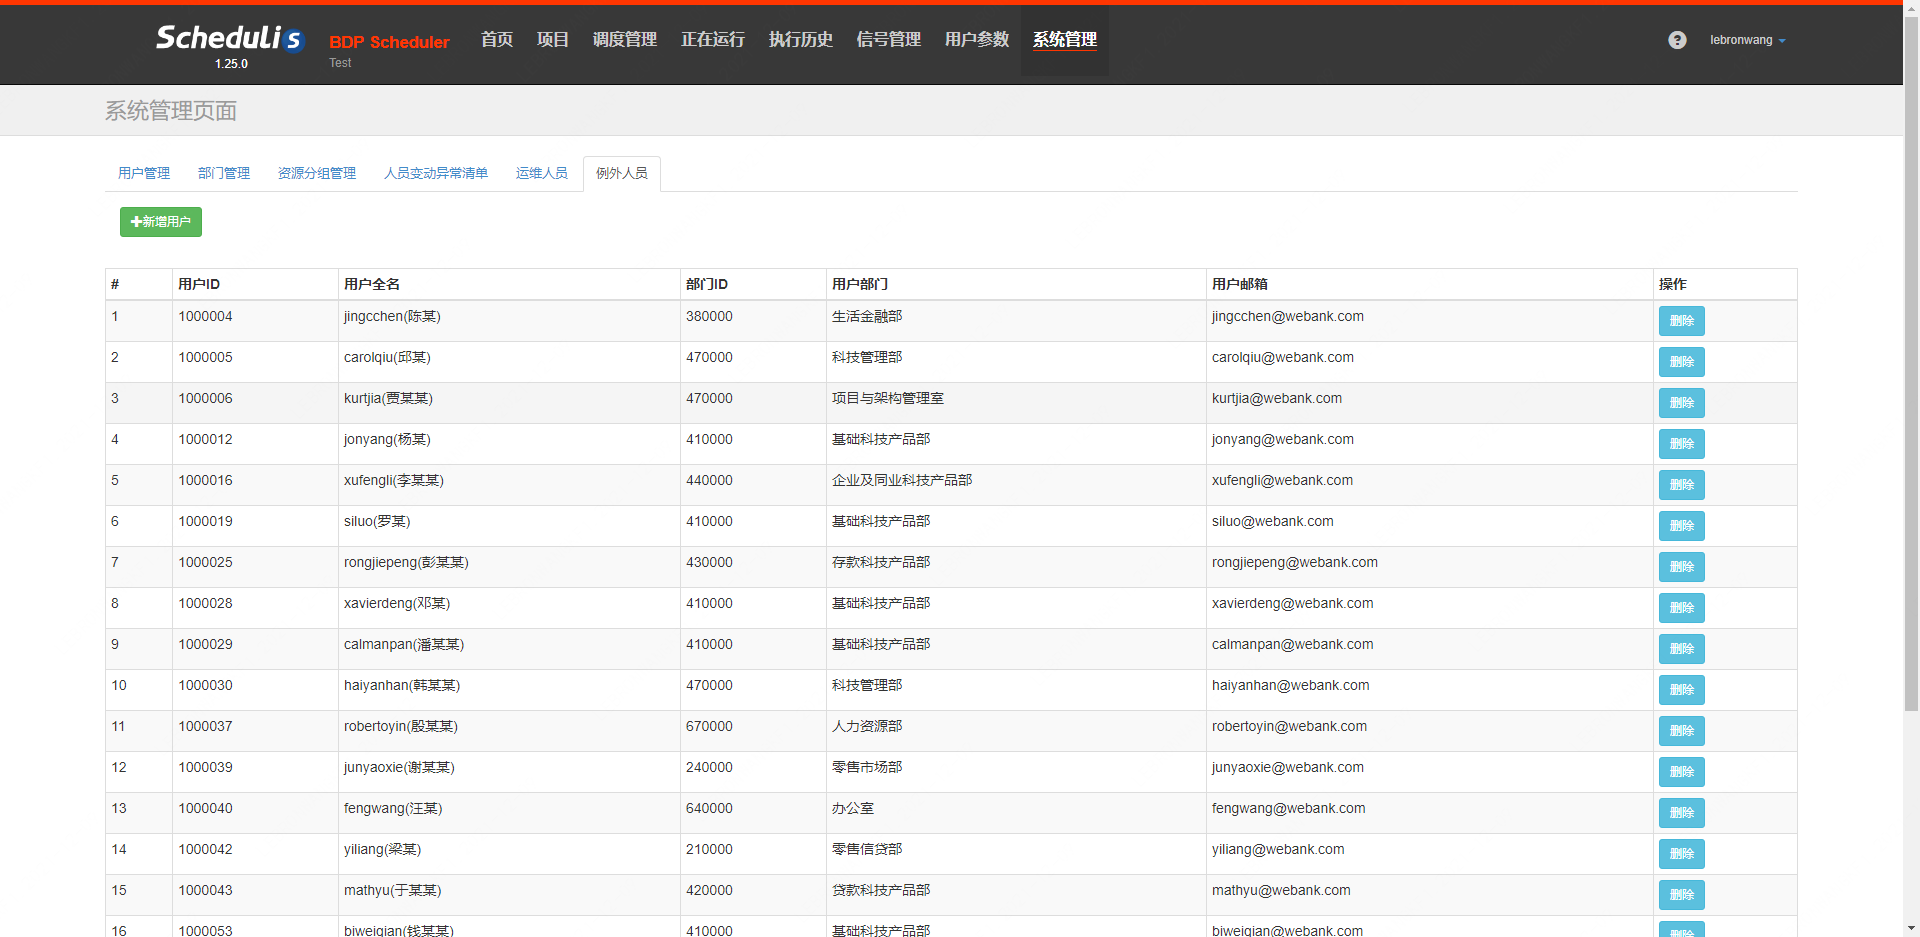 Schedulis
1.25.0
BDP Scheduler
Test
首页 项目 调度管理 正在运行 执行历史 信号管理 用户参数 系统管理
? lebronwang
系统管理页面
用户管理 部门管理 资源分组管理 人员变动异常清单 运维人员 例外人员
新增用户
# 用户ID 用户全名 部门ID 用户部门 用户邮箱 操作
1 1000004 jingcchen(陈某) 380000 生活金融部 jingcchen@webank.com 删除
2 1000005 carolqiu(邱某) 470000 科技管理部 carolqiu@webank.com 删除
3 1000006 kurtjia(贾某某) 470000 项目与架构管理室 kurtjia@webank.com 删除
4 1000012 jonyang(杨某) 410000 基础科技产品部 jonyang@webank.com 删除
5 1000016 xufengli(李某某) 440000 企业及同业科技产品部 xufengli@webank.com 删除
6 1000019 siluo(罗某) 410000 基础科技产品部 siluo@webank.com 删除
7 1000025 rongjiepeng(彭某某) 430000 存款科技产品部 rongjiepeng@webank.com 删除
8 1000028 xavierdeng(邓某) 410000 基础科技产品部 xavierdeng@webank.com 删除
9 1000029 calmanpan(潘某某) 410000 基础科技产品部 calmanpan@webank.com 删除
10 1000030 haiyanhan(韩某某) 470000 科技管理部 haiyanhan@webank.com 删除
11 1000037 robertoyin(殷某某) 670000 人力资源部 robertoyin@webank.com 删除
12 1000039 junyaoxie(谢某某) 240000 零售市场部 junyaoxie@webank.com 删除
13 1000040 fengwang(汪某) 640000 办公室 fengwang@webank.com 删除
14 1000042 yiliang(梁某) 210000 零售信贷部 yiliang@webank.com 删除
15 1000043 mathyu(于某某) 420000 贷款科技产品部 mathyu@webank.com 删除
16 1000053 biweiqian(钱某某) 410000 基础科技产品部 biweiqian@webank.com 删除